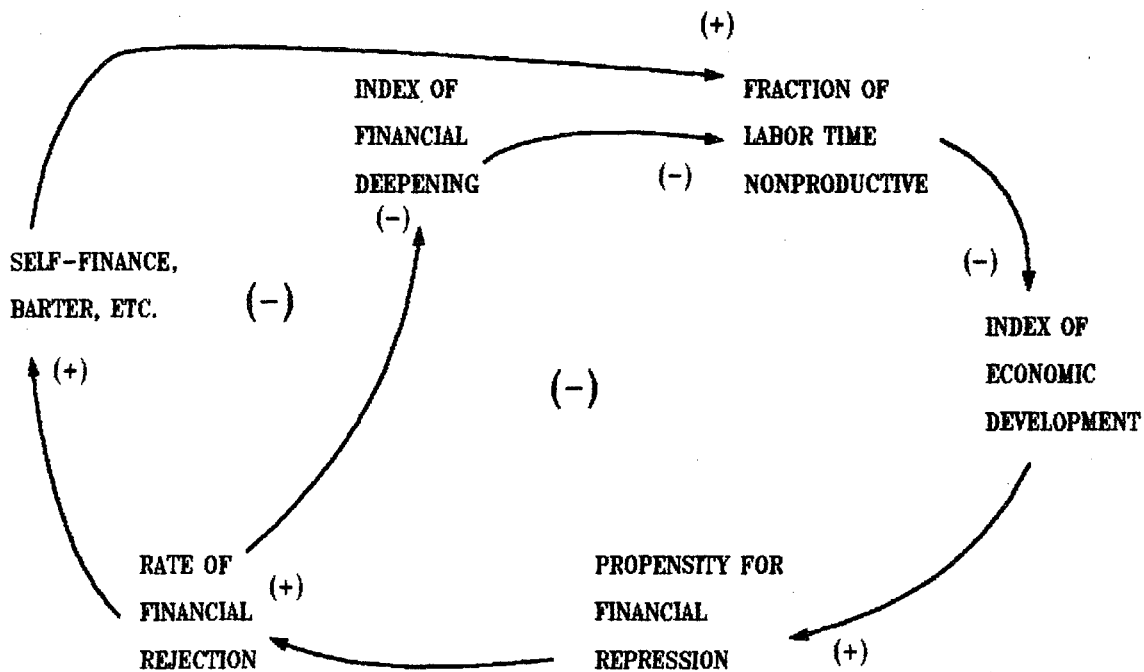 (+)
INDEX OF
FINANCIAL
DEEPENING
(-)
FRACTION OF
LABOR TIME
NONPRODUCTIVE
(-)
SELF-FINANCE,
BARTER, ETC.
(-)
(-)
INDEX OF
ECONOMIC
DEVELOPMENT
(+)
(-)
RATE OF
FINANCIAL
REJECTION
(+)
PROPENSITY FOR
FINANCIAL
REPRESSION
(+)